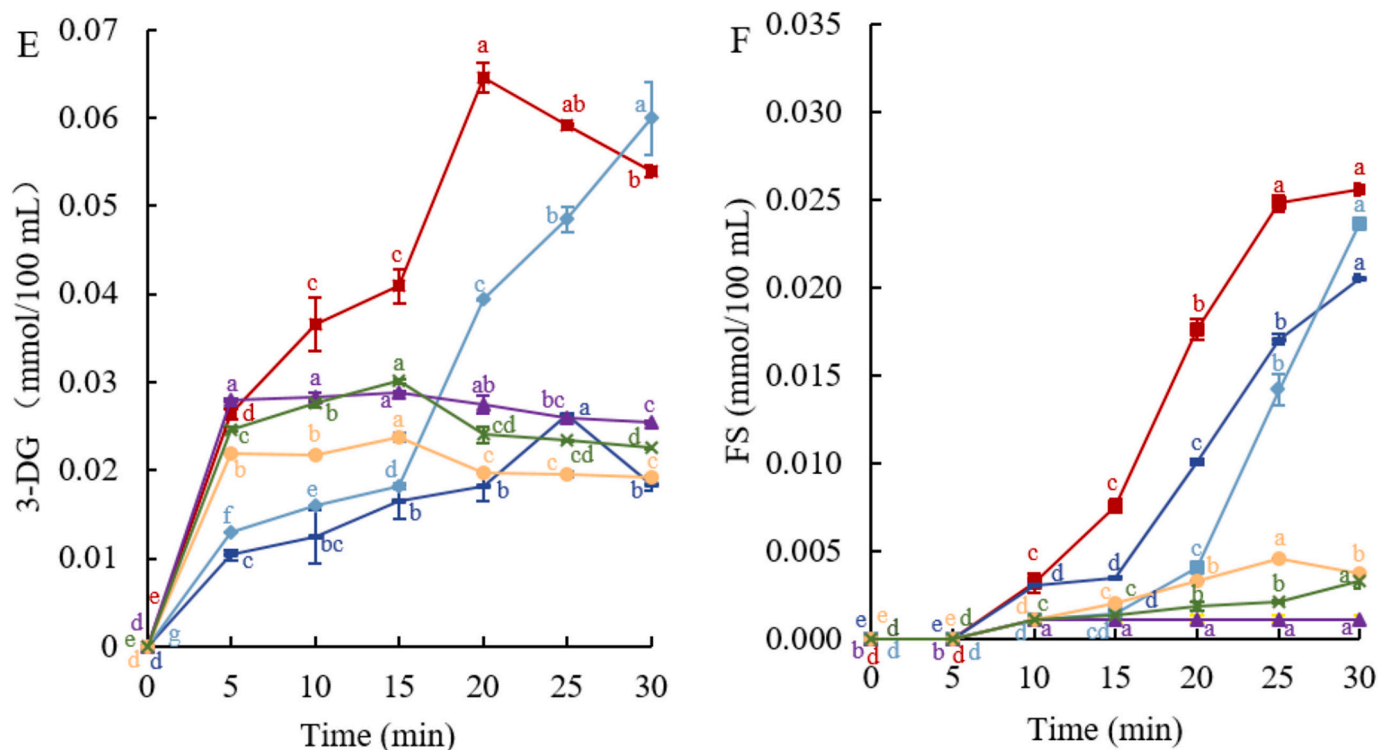 E
3-DG (mmol/100 mL)
0.07
0.06
0.05
0.04
0.03
0.02
0.01
0
a
ab
b
a
b
c
c
c
d
a
a
a
ab
bc
c
c
b
a
cd
cd
d
b
b
a
c
c
c
f
e
d
c
bc
b
b
a
b
e
d
e
d
d
g
0 5 10 15 20 25 30
Time (min)
F
FS (mmol/100 mL)
0.035
0.030
0.025
0.020
0.015
0.010
0.005
0.000
a
a
a
a
b
b
b
c
c
c
c
d
d
a
b
b
c
d
a
b
b
c
c
d
cd
d
a
a
a
a
a
e
e
d
b
d
d
e
e
d
b
d
d
0 5 10 15 20 25 30
Time (min)